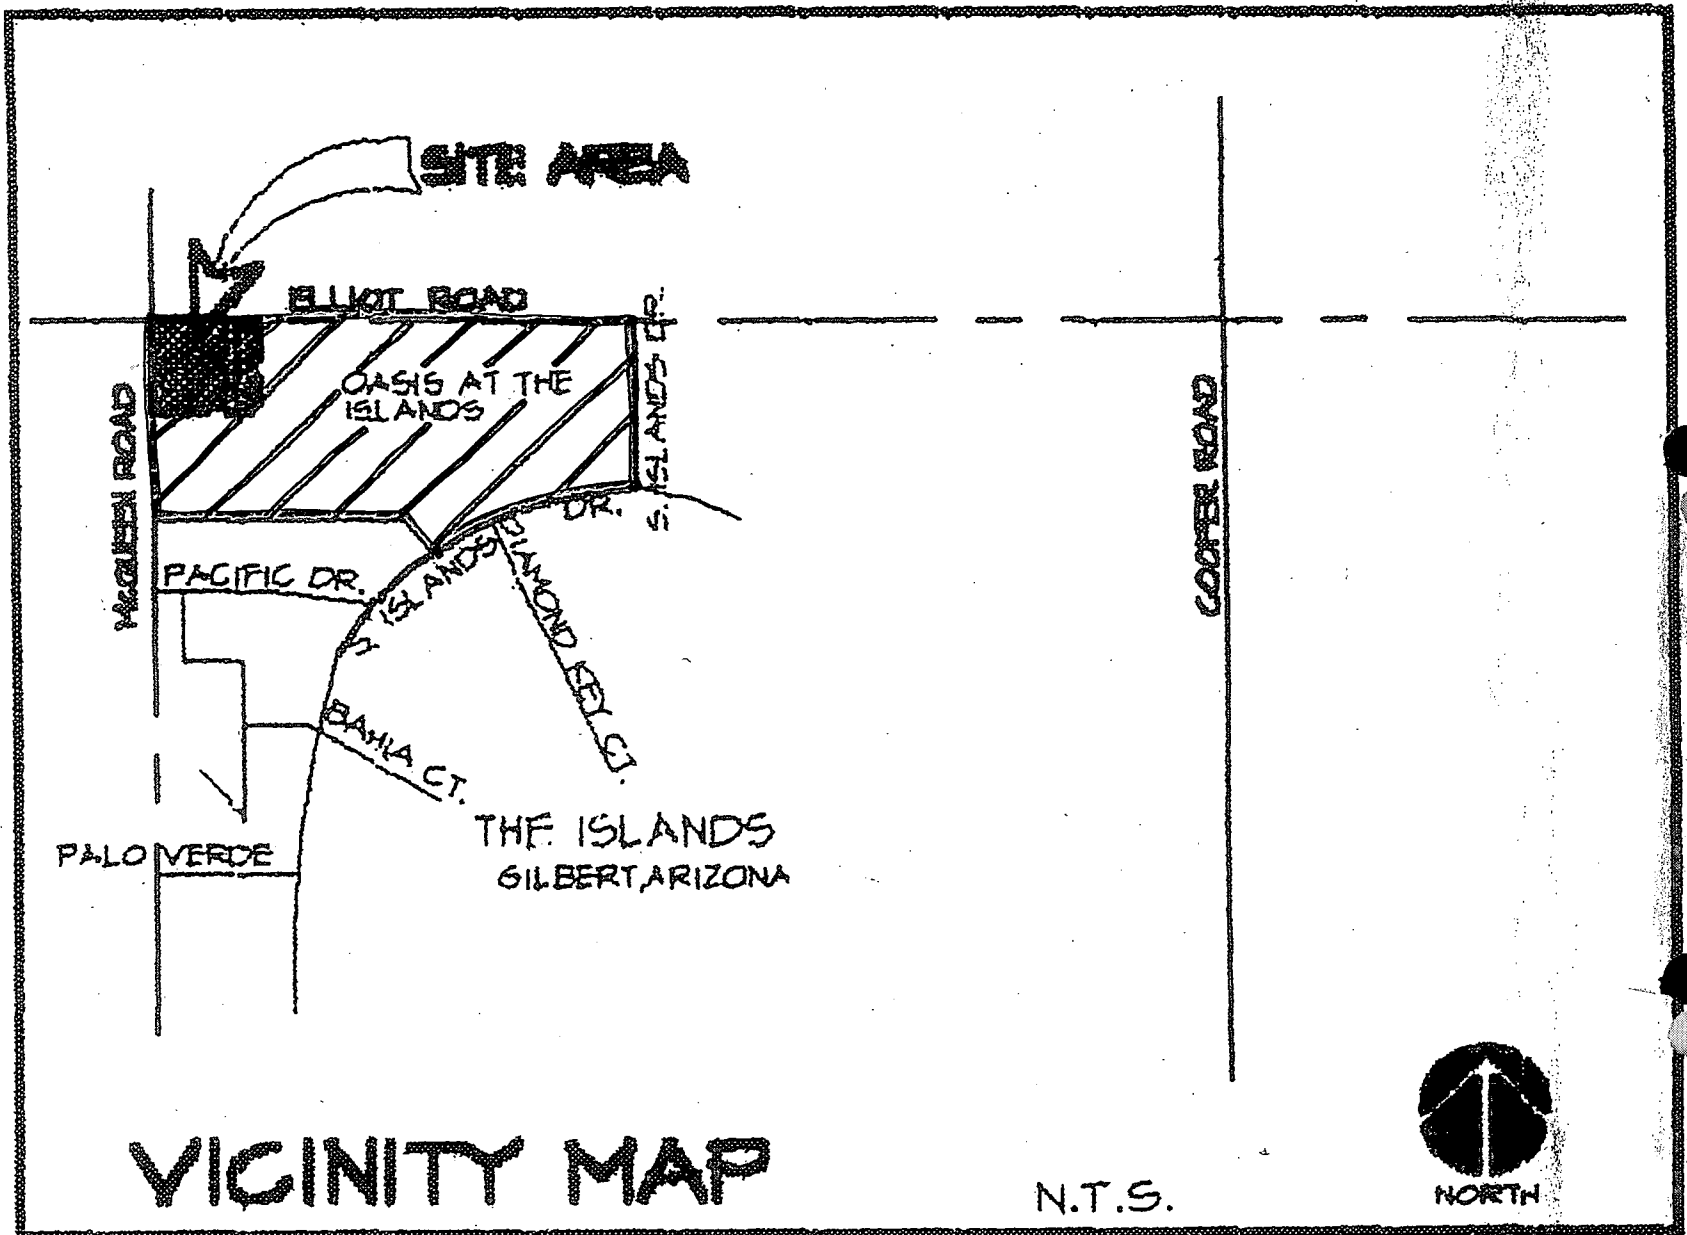 SITE AREA
ELLIOT ROAD
S. ISLANDS DR.
OASIS AT THE
ISLANDS
McQUEEN ROAD
COOPER ROAD
S. ISLANDS DR.
PACIFIC DR.
DIAMOND KEY CT.
BAHIA CT.
THE ISLANDS
GILBERT, ARIZONA
PALO VERDE
VICINITY MAP
N.T.S.
NORTH